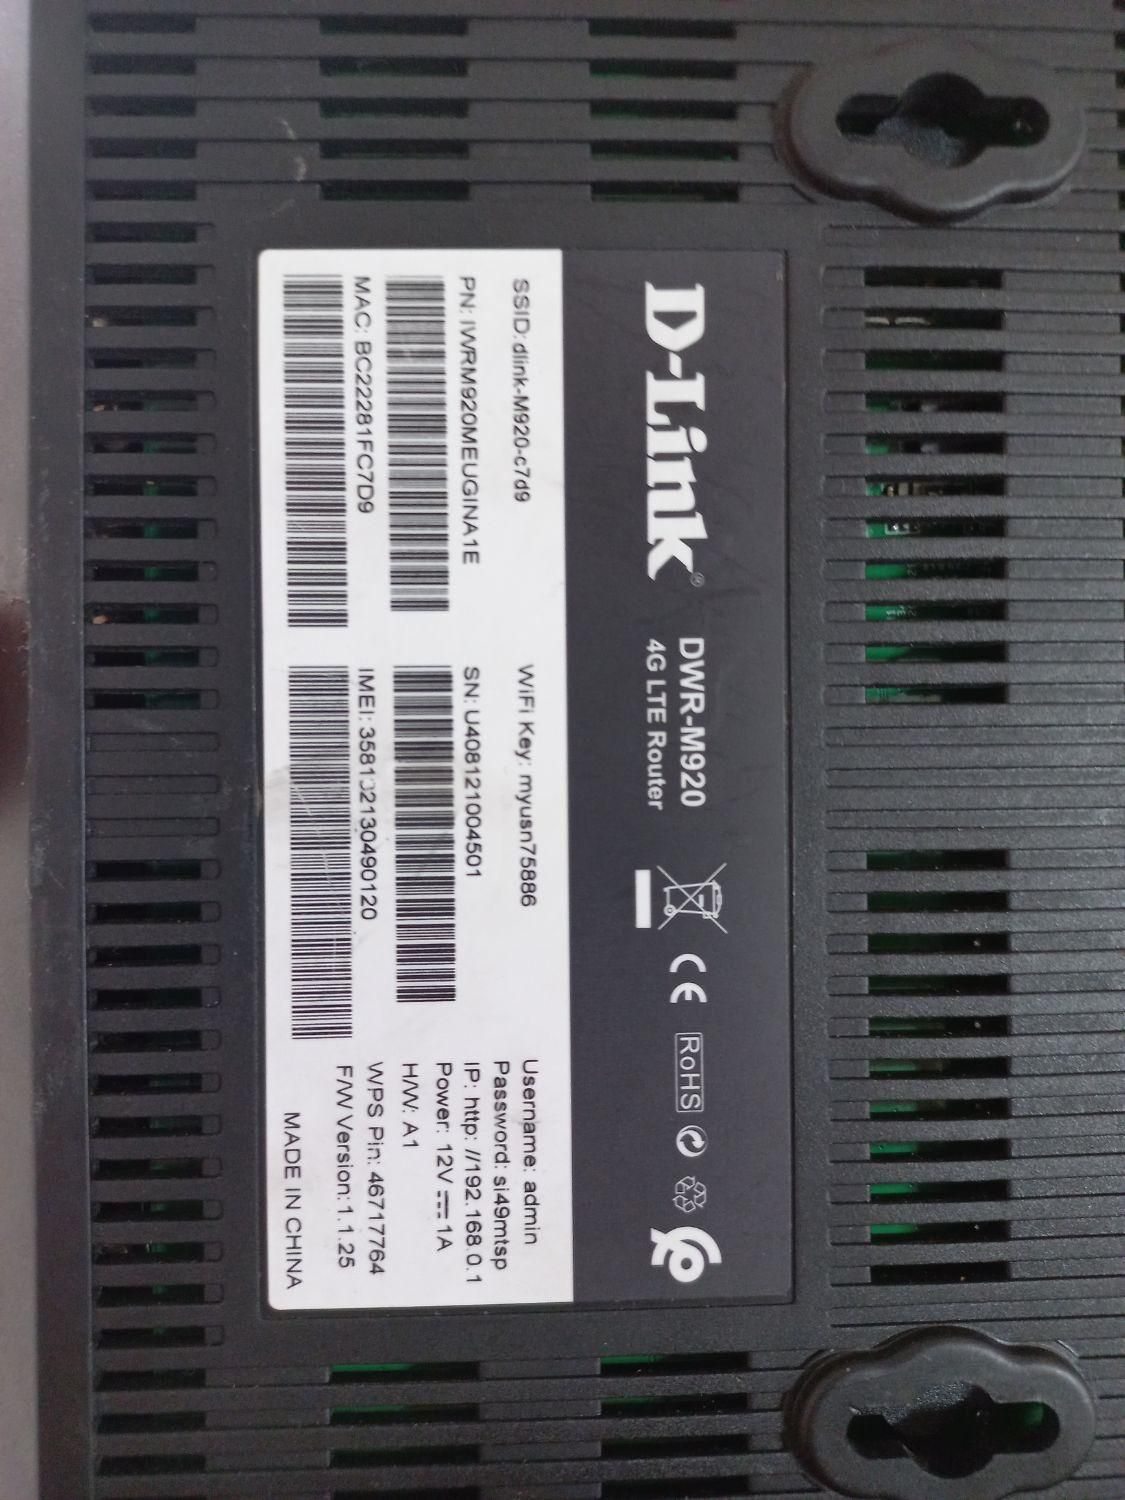 D-Link®
DWR-M920
4G LTE Router
CE
RoHS
SSID: dlink-M920-c7d9
WiFi Key: myusn75886
Username: admin
Password: si49mtsp
PN: IWRM920MEUGINA1E
SN: U408121004501
IP: http: //192.168.0.1
Power: 12V⎓1A
H/W: A1
MAC: BC22281FC7D9
IMEI:
WPS Pin: 46717764
F/W Version: 1.1.25
MADE IN CHINA